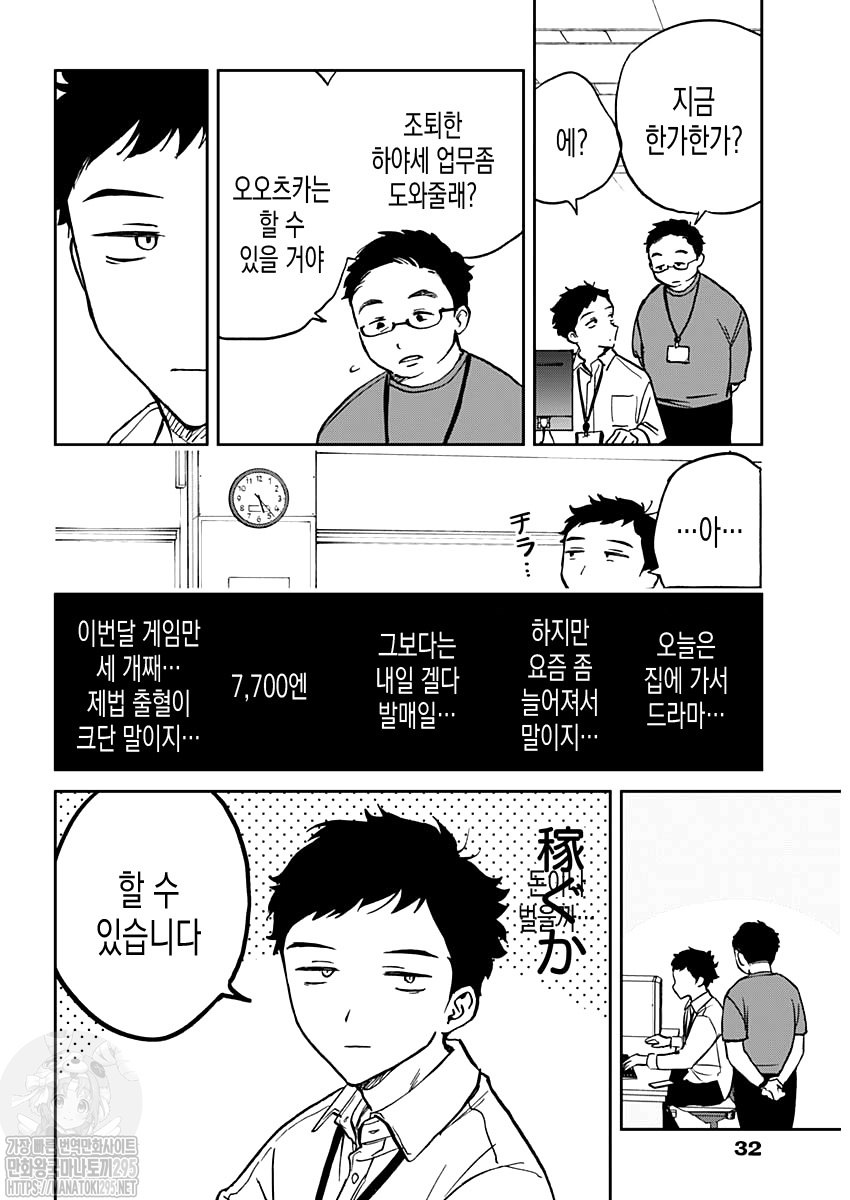 지금
한가한가?
에?
조퇴한
하야세 업무좀
도와줄래?
오오츠카는
할 수
있을 거야
…아…
チラ…
오늘은
집에 가서
드라마…
하지만
요즘 좀
늘어져서
말이지…
그보다는
내일 겔다
발매일…
7,700엔
이번달 게임만
세 개째…
제법 출혈이
크단 말이지…
稼ぐか
돈이나
벌을까…
할 수
있습니다
32
가장 빠른 번역만화사이트
만화왕국마나토끼295
HTTPS://MANATOKI295.NET